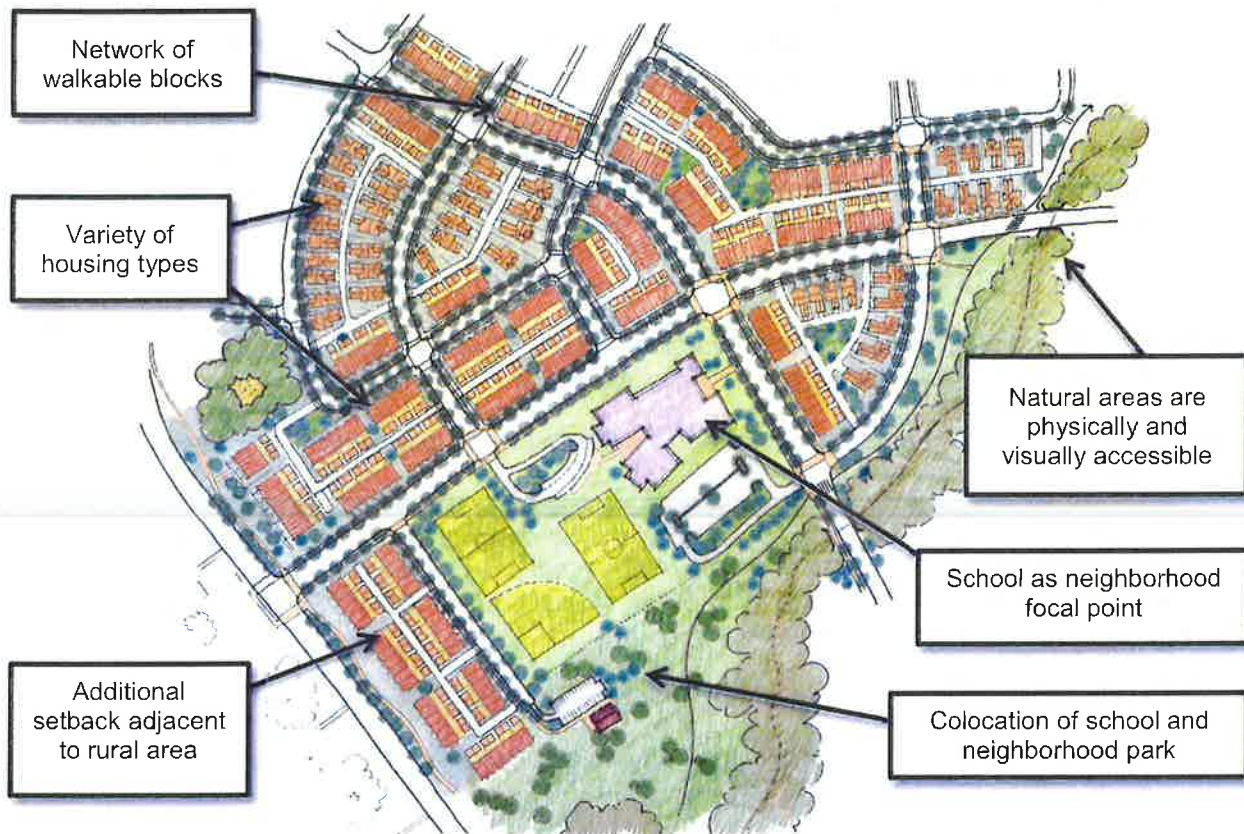 Network of
walkable blocks
Variety of
housing types
Additional
setback adjacent
to rural area
Natural areas are
physically and
visually accessible
School as neighborhood
focal point
Colocation of school and
neighborhood park